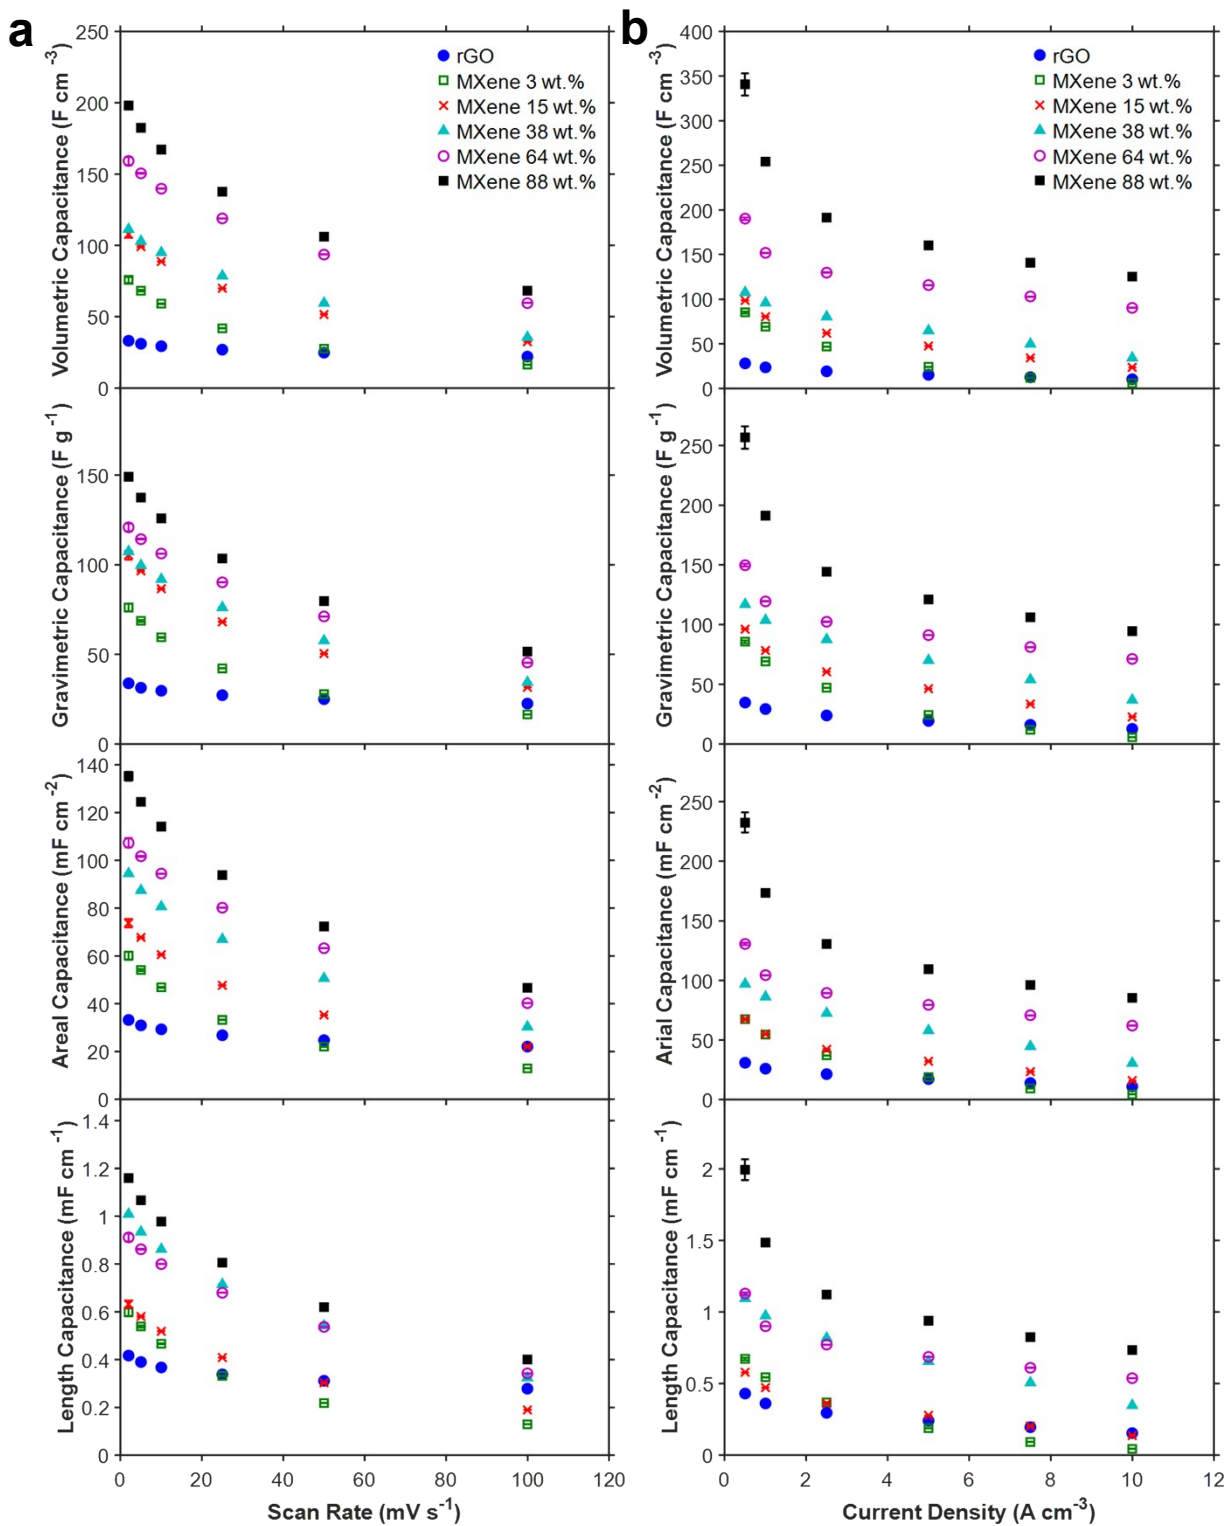 a
250
200
150
100
50
0
Volumetric Capacitance (F cm⁻³)
rGO
MXene 3 wt.%
MXene 15 wt.%
MXene 38 wt.%
MXene 64 wt.%
MXene 88 wt.%
150
100
50
0
Gravimetric Capacitance (F g⁻¹)
140
120
100
80
60
40
20
0
Areal Capacitance (mF cm⁻²)
1.4
1.2
1
0.8
0.6
0.4
0.2
0
Length Capacitance (mF cm⁻¹)
0 20 40 60 80 100 120
Scan Rate (mV s⁻¹)
b
400
350
300
250
200
150
100
50
0
Volumetric Capacitance (F cm⁻³)
rGO
MXene 3 wt.%
MXene 15 wt.%
MXene 38 wt.%
MXene 64 wt.%
MXene 88 wt.%
250
200
150
100
50
0
Gravimetric Capacitance (F g⁻¹)
250
200
150
100
50
0
Arial Capacitance (mF cm⁻²)
2
1.5
1
0.5
0
Length Capacitance (mF cm⁻¹)
0 2 4 6 8 10 12
Current Density (A cm⁻³)